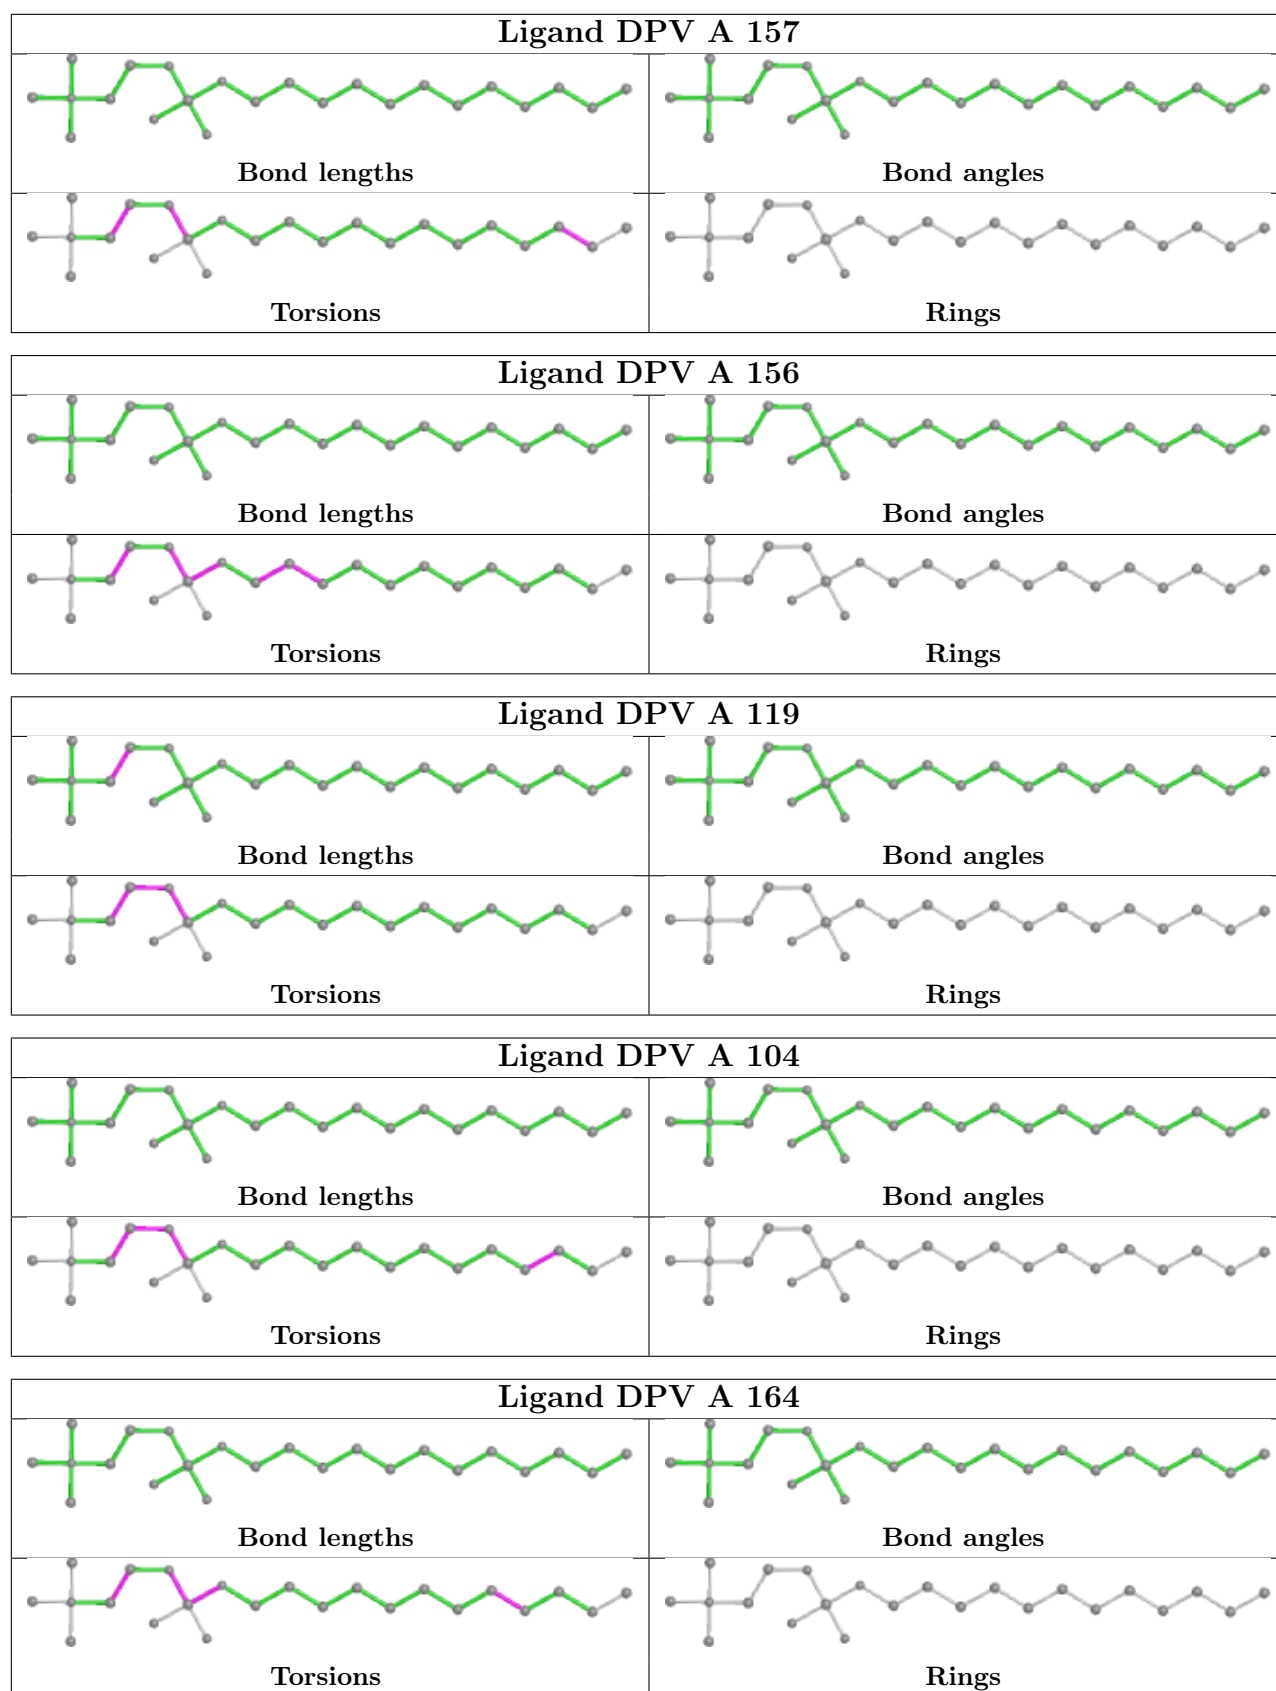 Ligand DPV A 157
Bond lengths
Bond angles
Torsions
Rings
Ligand DPV A 156
Bond lengths
Bond angles
Torsions
Rings
Ligand DPV A 119
Bond lengths
Bond angles
Torsions
Rings
Ligand DPV A 104
Bond lengths
Bond angles
Torsions
Rings
Ligand DPV A 164
Bond lengths
Bond angles
Torsions
Rings